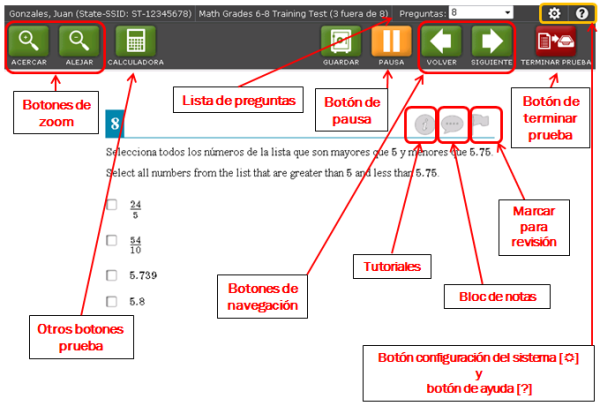 Gonzales, Juan (State-SSID: ST-12345678) Math Grades 6-8 Training Test (3 fuera de 8) Preguntas: 8
ACERCAR ALEJAR CALCULADORA GUARDAR PAUSA VOLVER SIGUIENTE TERMINAR PRUEBA
Botones de
zoom
Lista de preguntas
Botón de
pausa
Botón de
terminar
prueba
8
Selecciona todos los números de la lista que son mayores que 5 y menores que 5.75.
Select all numbers from the list that are greater than 5 and less than 5.75.
24
5
54
10
5.739
5.8
Marcar
para
revisión
Tutoriales
Botones de
navegación
Bloc de notas
Otros botones
prueba
Botón configuración del sistema [⚙]
y
botón de ayuda [?]